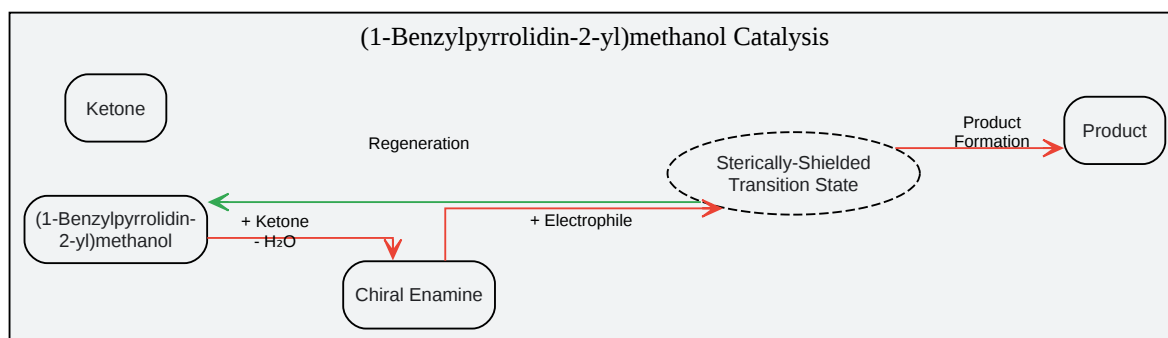 (1-Benzylpyrrolidin-2-yl)methanol Catalysis
Ketone
Regeneration
Product
Formation
Product
Sterically-Shielded
Transition State
(1-Benzylpyrrolidin-
2-yl)methanol
+ Ketone
- H₂O
+ Electrophile
Chiral Enamine